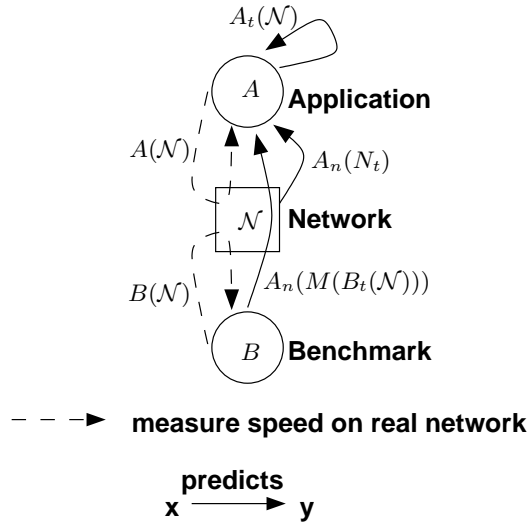 A_t(𝒩)
A
Application
A(𝒩)
A_n(N_t)
𝒩
Network
B(𝒩)
A_n(M(B_t(𝒩)))
B
Benchmark
measure speed on real network
predicts
x
y